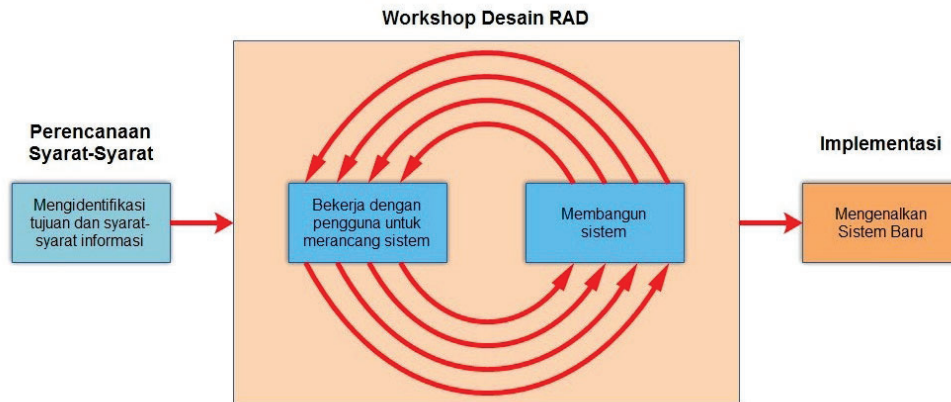 Workshop Desain RAD
Perencanaan
Syarat-Syarat
Mengidentifikasi
tujuan dan syarat-
syarat informasi
Bekerja dengan
pengguna untuk
merancang sistem
Membangun
sistem
Implementasi
Mengenalkan
Sistem Baru